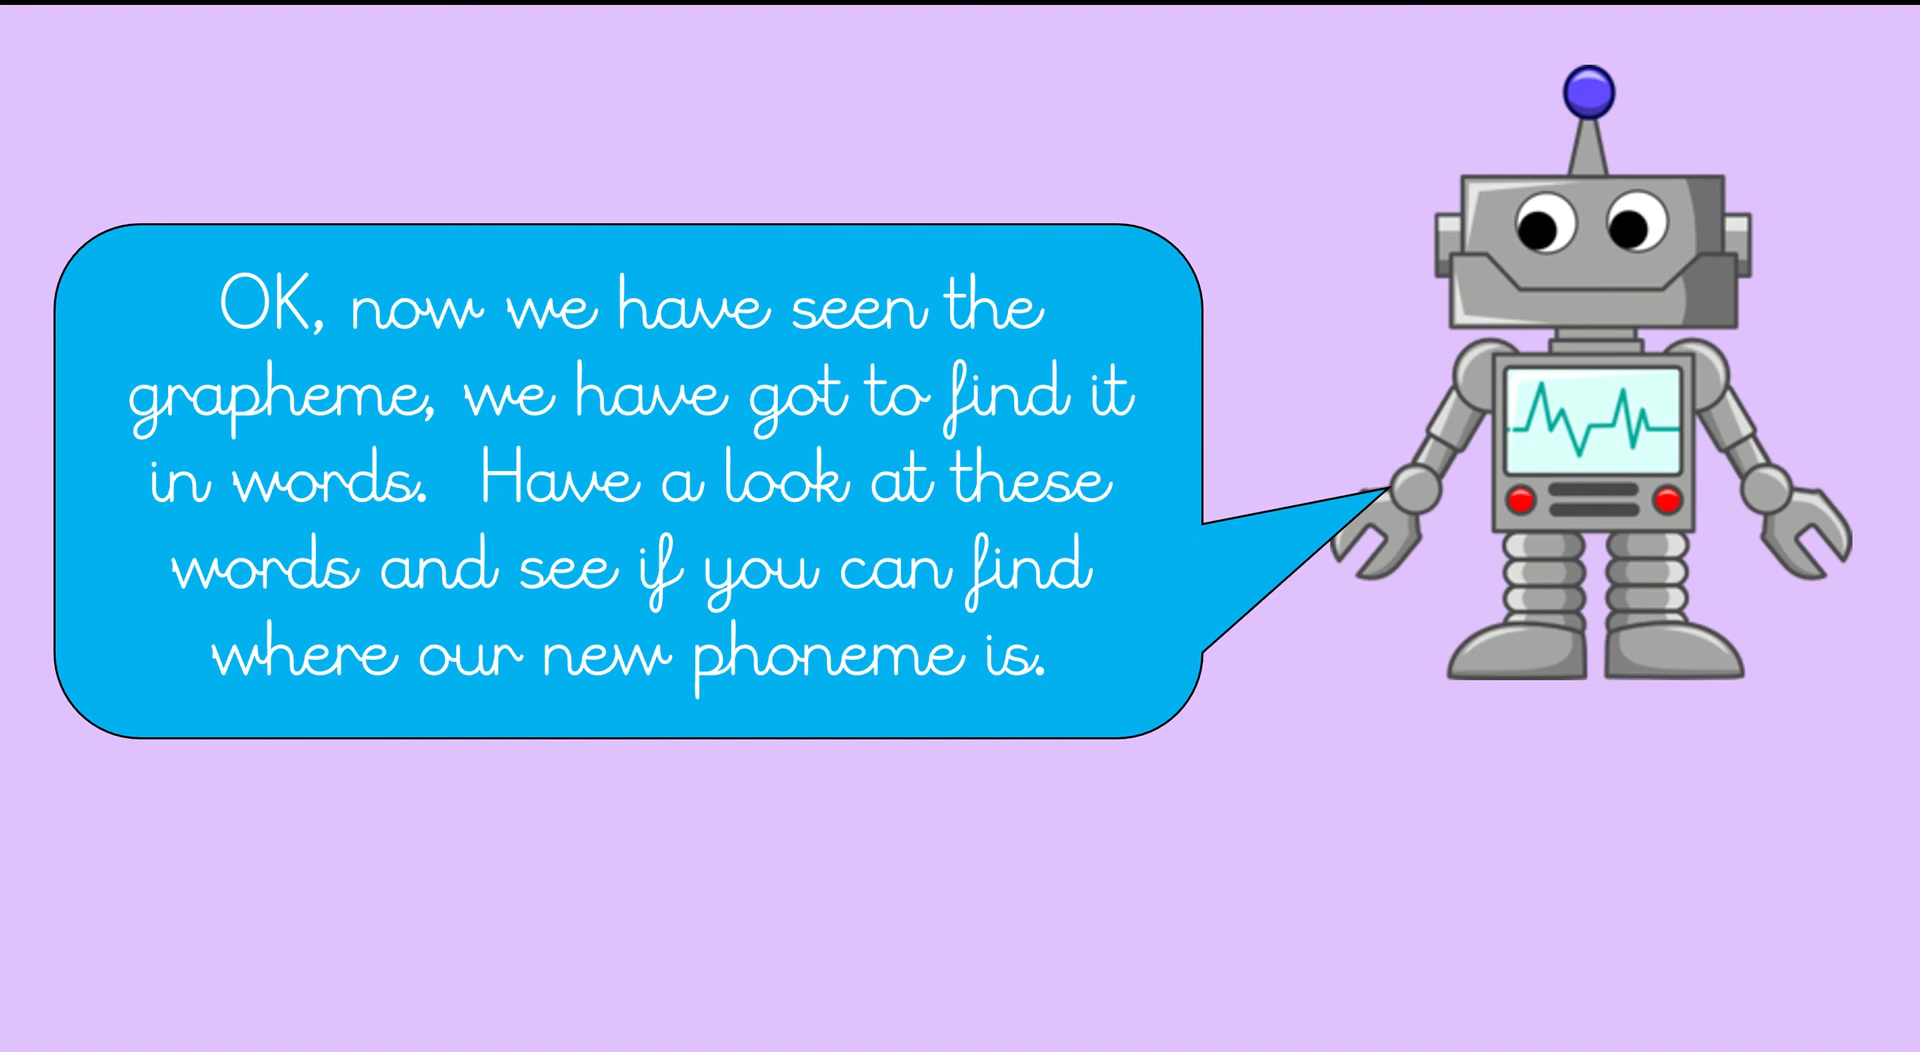 OK, now we have seen the
grapheme, we have got to find it
in words.  Have a look at these
words and see if you can find
where our new phoneme is.